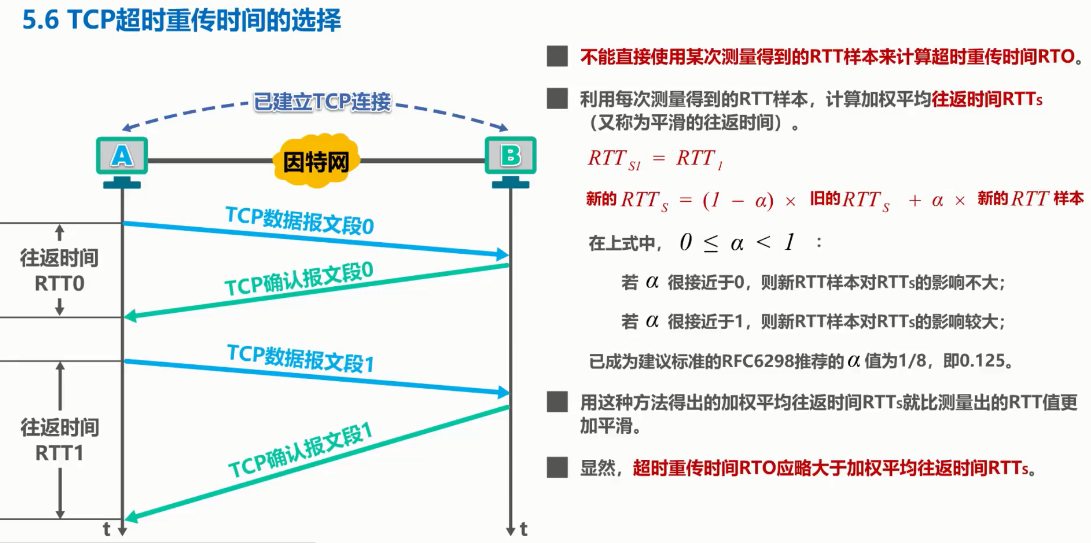 5.6 TCP超时重传时间的选择
已建立TCP连接
A
因特网
B
TCP数据报文段0
往返时间
RTT0
TCP确认报文段0
TCP数据报文段1
往返时间
RTT1
TCP确认报文段1
t
t
不能直接使用某次测量得到的RTT样本来计算超时重传时间RTO。
利用每次测量得到的RTT样本，计算加权平均往返时间RTTs
（又称为平滑的往返时间）。
RTT S1 = RTT 1
新的 RTT S = (1 − α) × 旧的 RTT S + α × 新的 RTT 样本
在上式中， 0 ≤ α < 1 ：
若 α 很接近于0，则新RTT样本对RTTs的影响不大；
若 α 很接近于1，则新RTT样本对RTTs的影响较大；
已成为建议标准的RFC6298推荐的 α 值为1/8，即0.125。
用这种方法得出的加权平均往返时间RTTs就比测量出的RTT值更
加平滑。
显然，超时重传时间RTO应略大于加权平均往返时间RTTs。